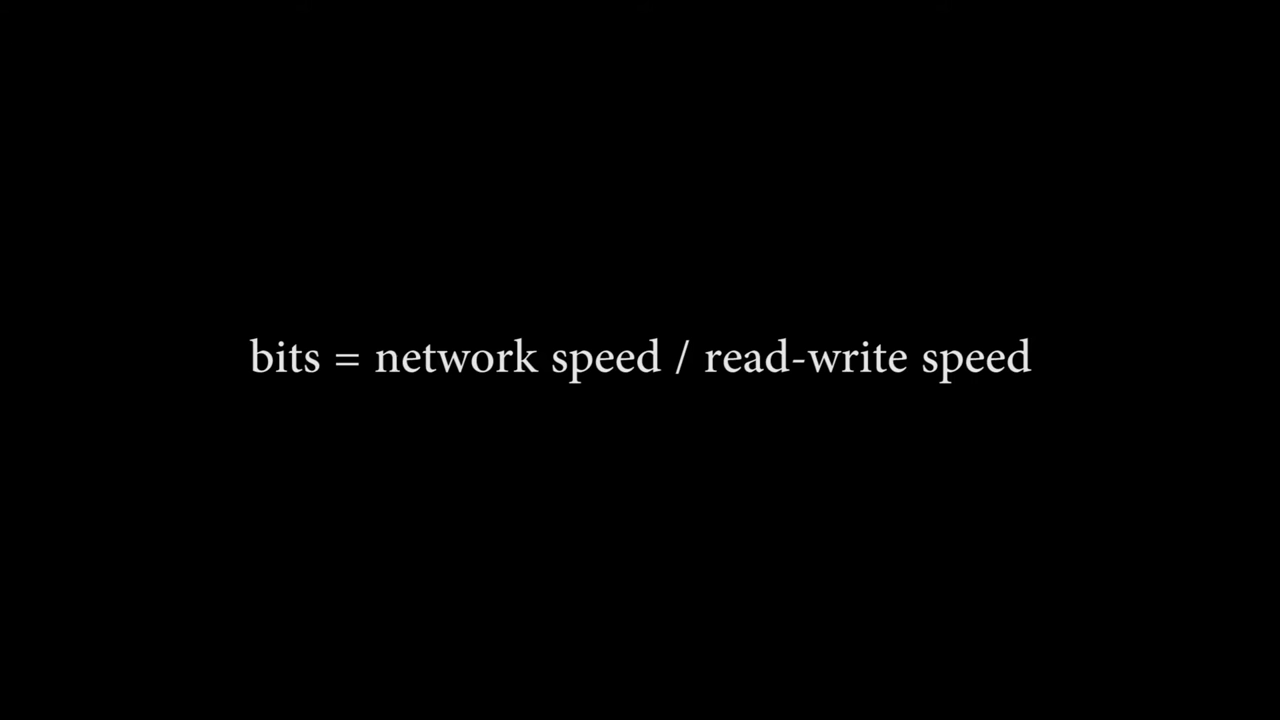 bits = network speed / read-write speed